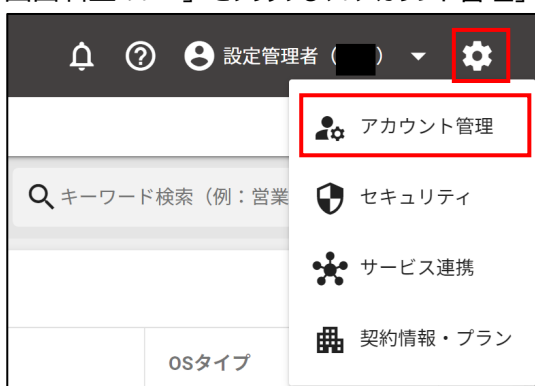 設定管理者（ ）
アカウント管理
キーワード検索（例：営業
セキュリティ
サービス連携
契約情報・プラン
OSタイプ